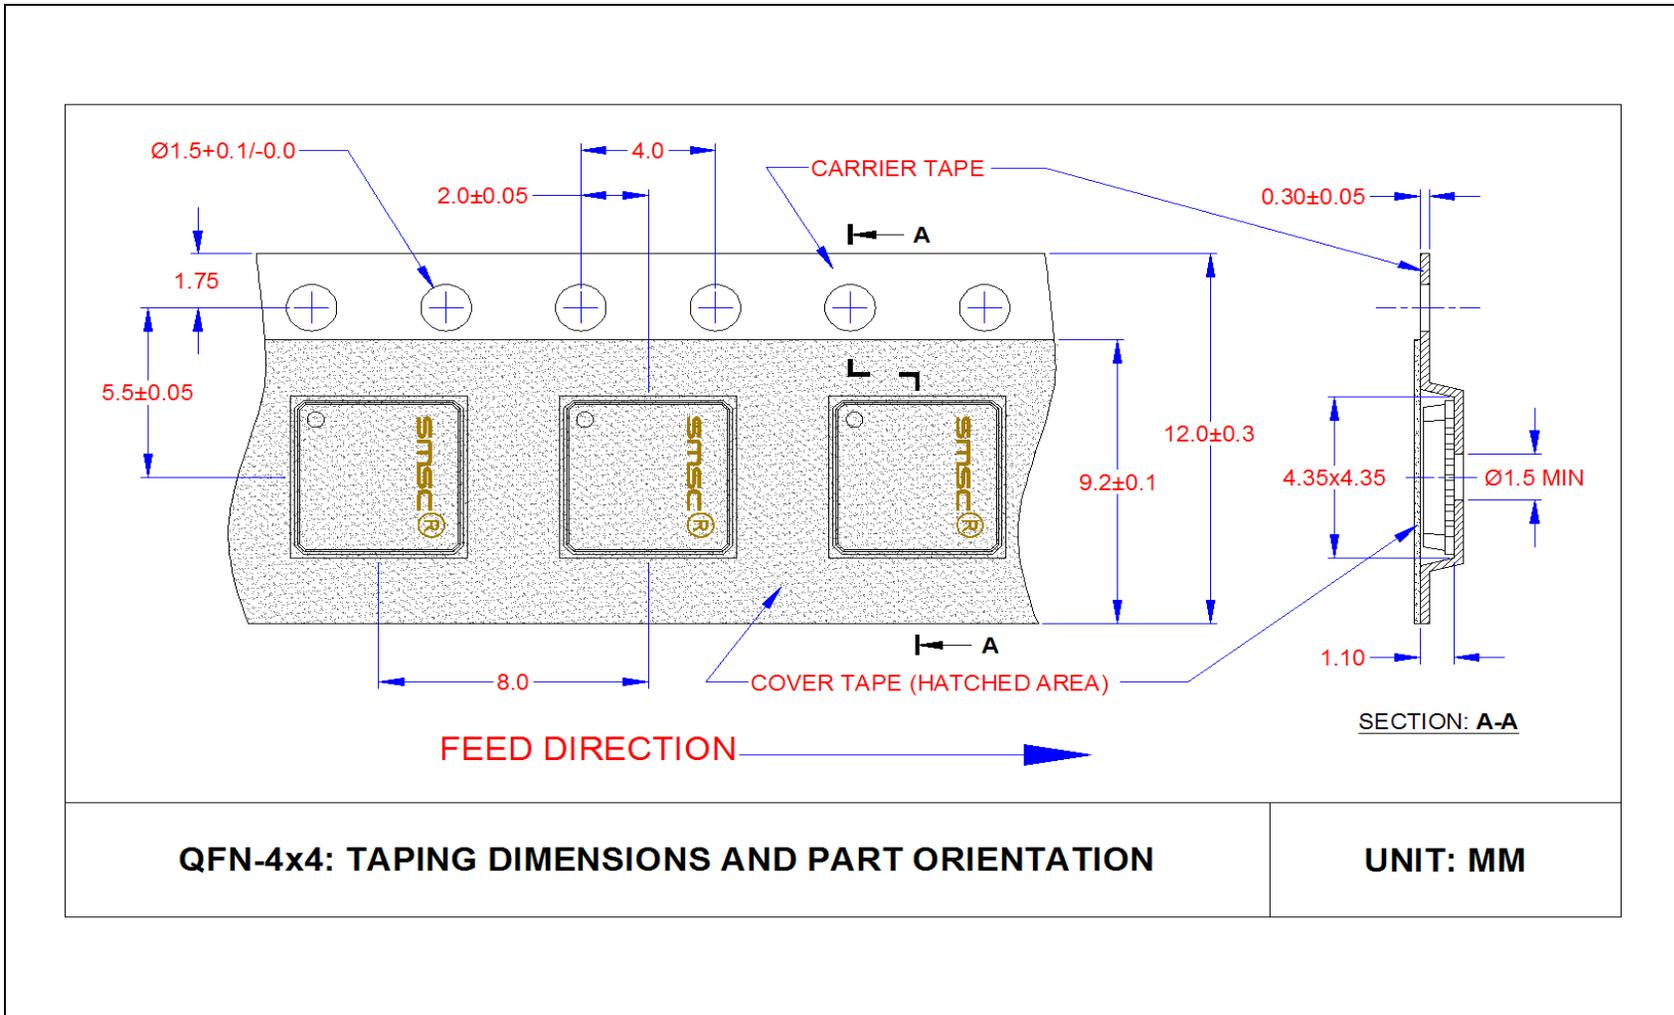 Ø1.5+0.1/-0.0
4.0
2.0±0.05
CARRIER TAPE
0.30±0.05
A
1.75
5.5±0.05
smsc®
smsc®
smsc®
12.0±0.3
9.2±0.1
4.35x4.35
Ø1.5 MIN
A
1.10
8.0
COVER TAPE (HATCHED AREA)
SECTION: A-A
FEED DIRECTION
QFN-4x4: TAPING DIMENSIONS AND PART ORIENTATION
UNIT: MM